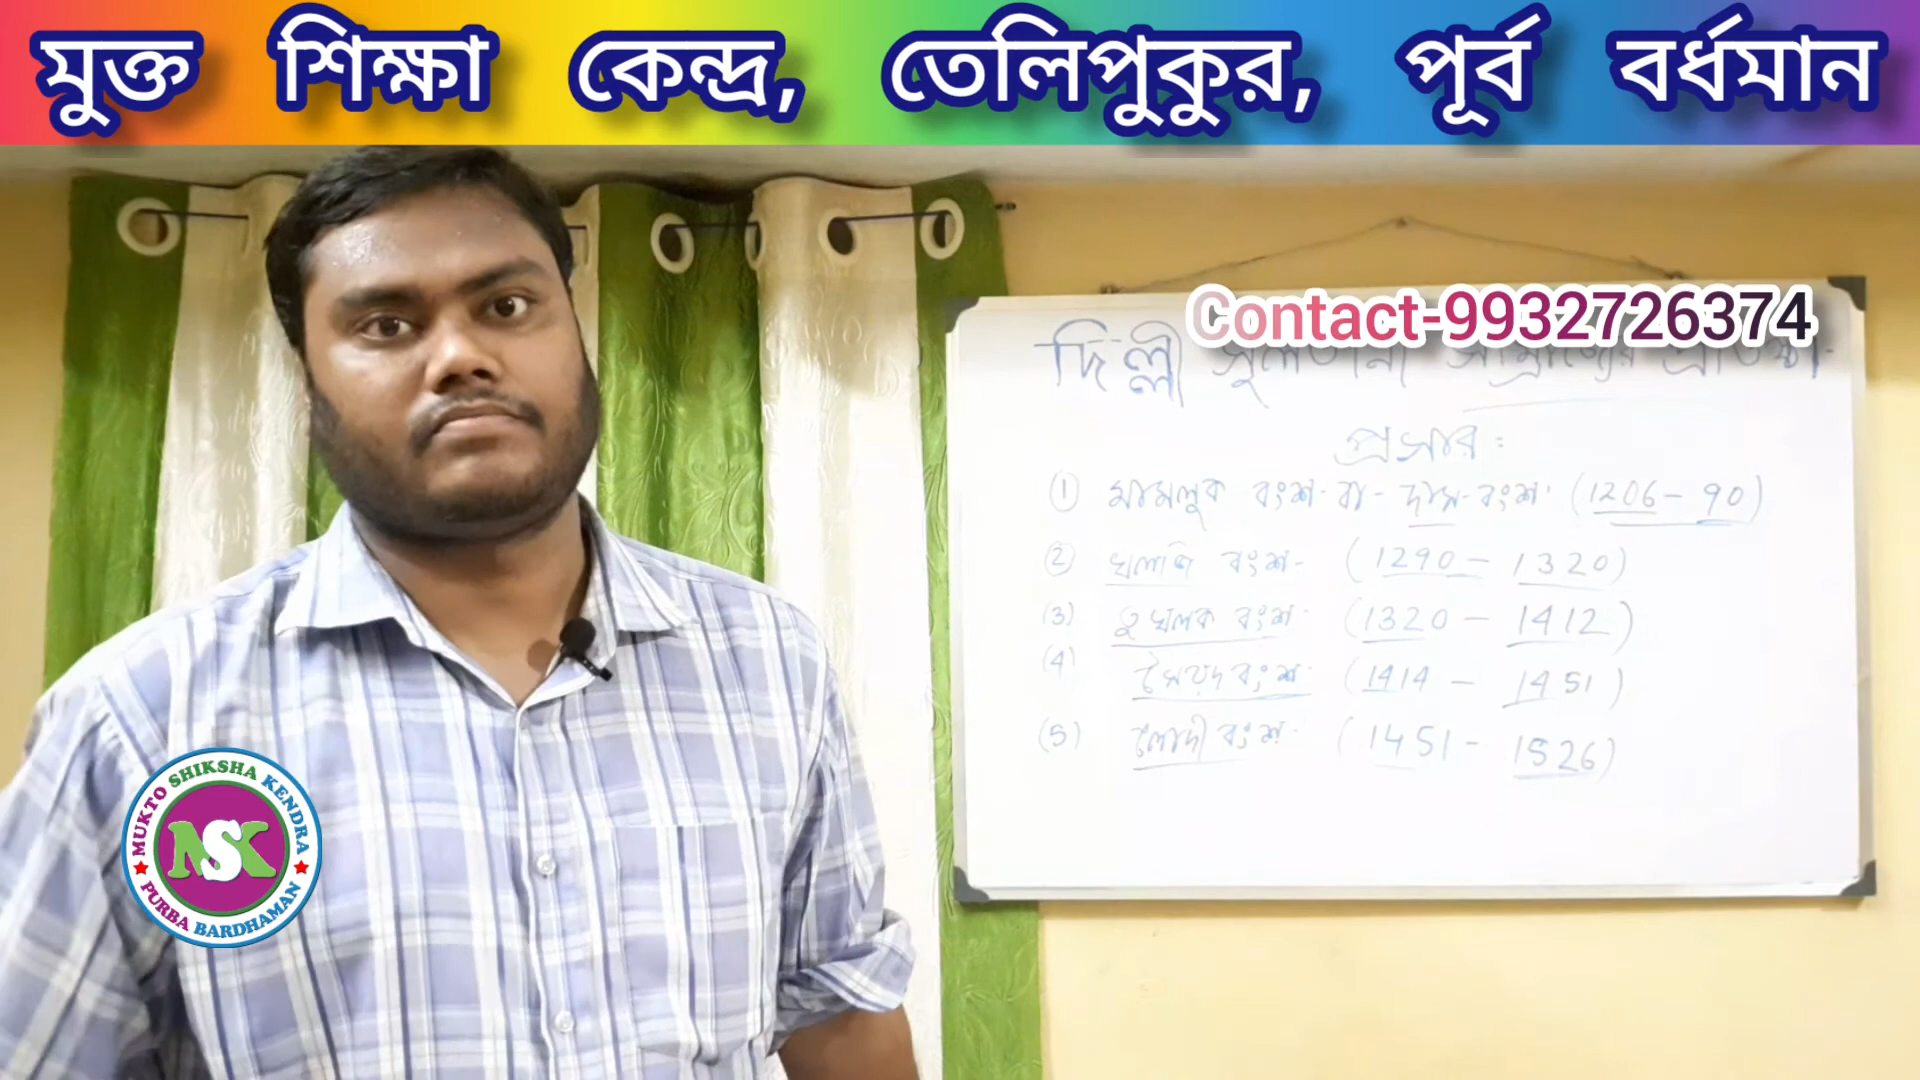 মুক্ত শিক্ষা কেন্দ্র, তেলিপুকুর, পূর্ব বর্ধমান
Contact-9932726374
দিল্লী সুলতানী সাম্রাজ্যের
প্রসার :
① মামলুক বংশ বা দাস বংশ (1206 - 90)
② খলজি বংশ - (1290 - 1320)
(3) তুঘলক বংশ - (1320 - 1412)
(4) সৈয়দ বংশ (1414 - 1451)
(5) লোদী বংশ - (1451 - 1526)
MUKTO SHIKSHA KENDRA
MSK
PURBA BARDHAMAN